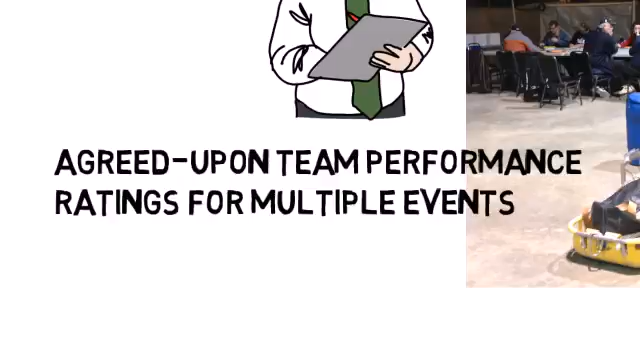 AGREED-UPON TEAM PERFORMANCE
RATINGS FOR MULTIPLE EVENTS